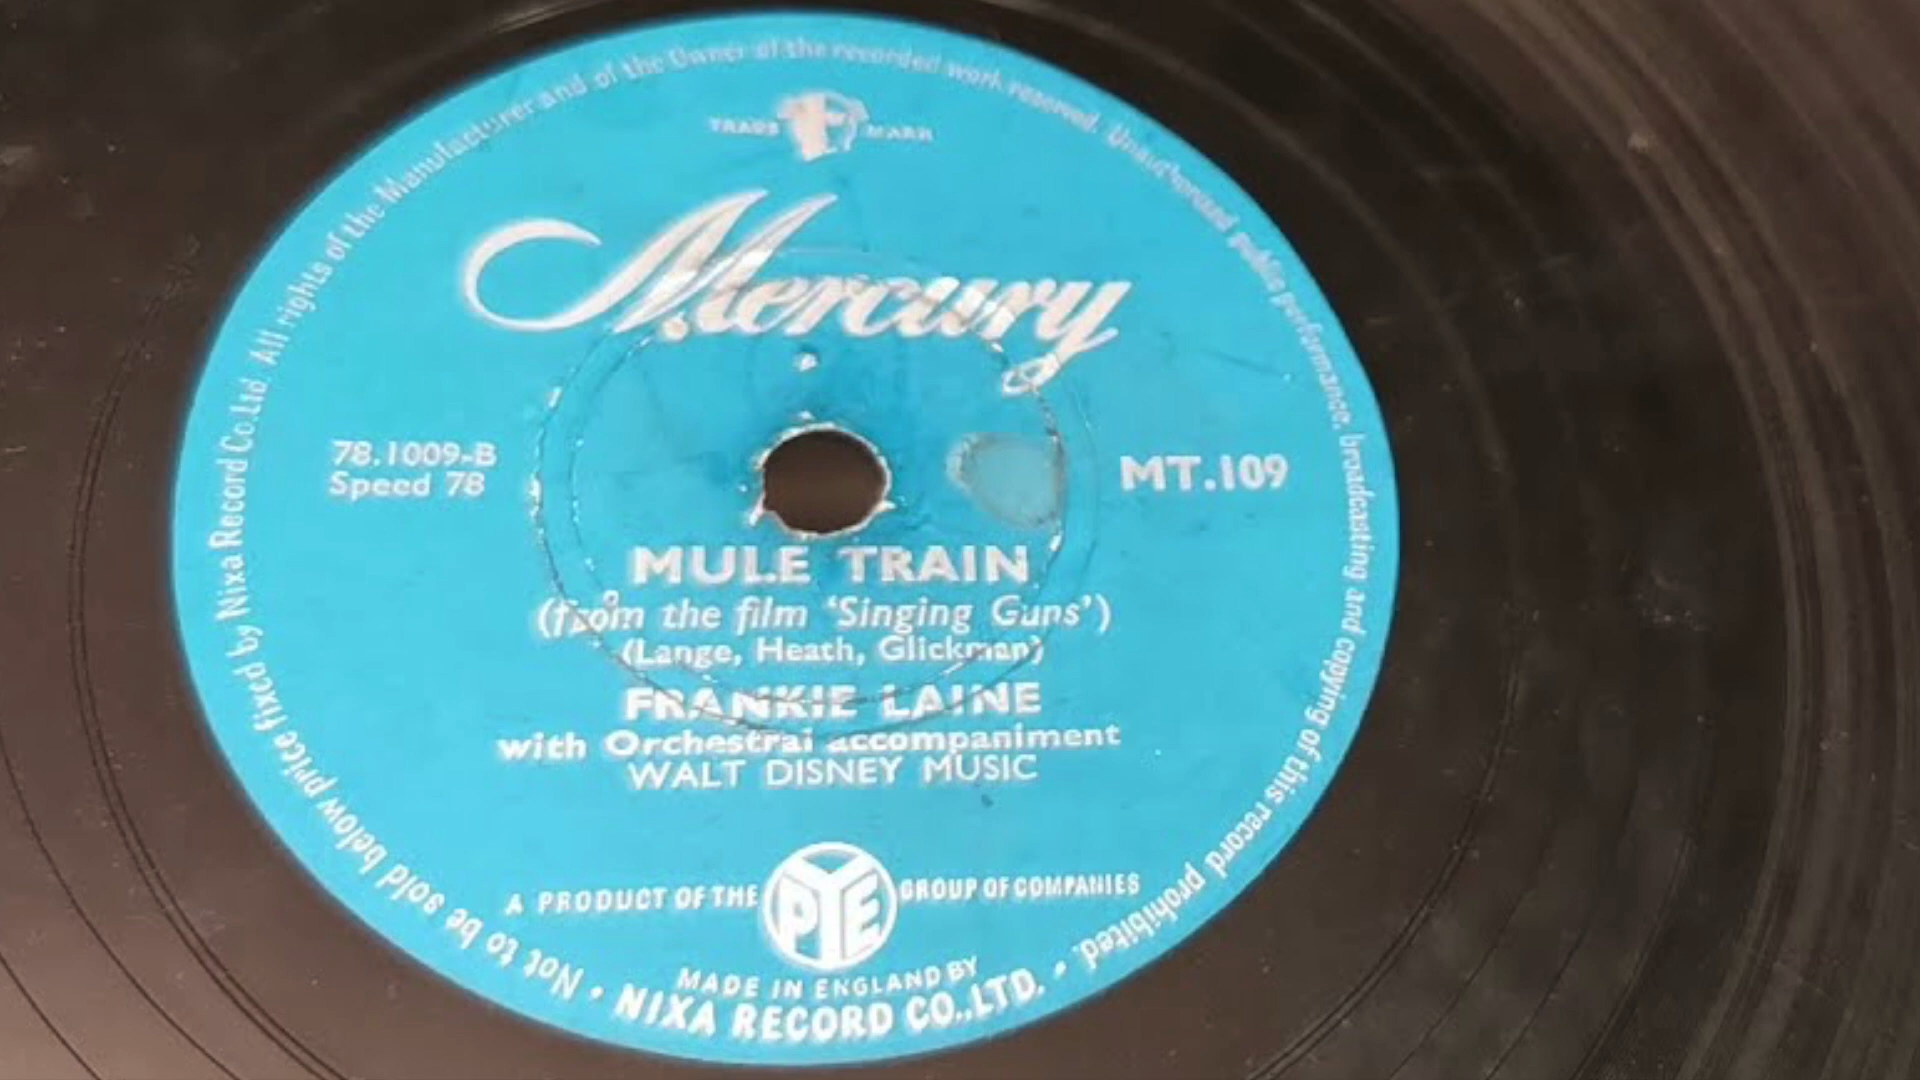 TRADE MARK
Mercury
78.1009-B
Speed 78
MT.109
MULE TRAIN
(from the film ‘Singing Guns’)
(Lange, Heath, Glickman)
FRANKIE LAINE
with Orchestral accompaniment
WALT DISNEY MUSIC
A PRODUCT OF THE PYE GROUP OF COMPANIES
MADE IN ENGLAND BY
NIXA RECORD CO.,LTD.
Not to be sold below price fixed by Nixa Record Co.Ltd. All rights of the Manufacturer and of the Owner of the recorded work reserved. Unauthorized public performance, broadcasting and copying of this record prohibited.